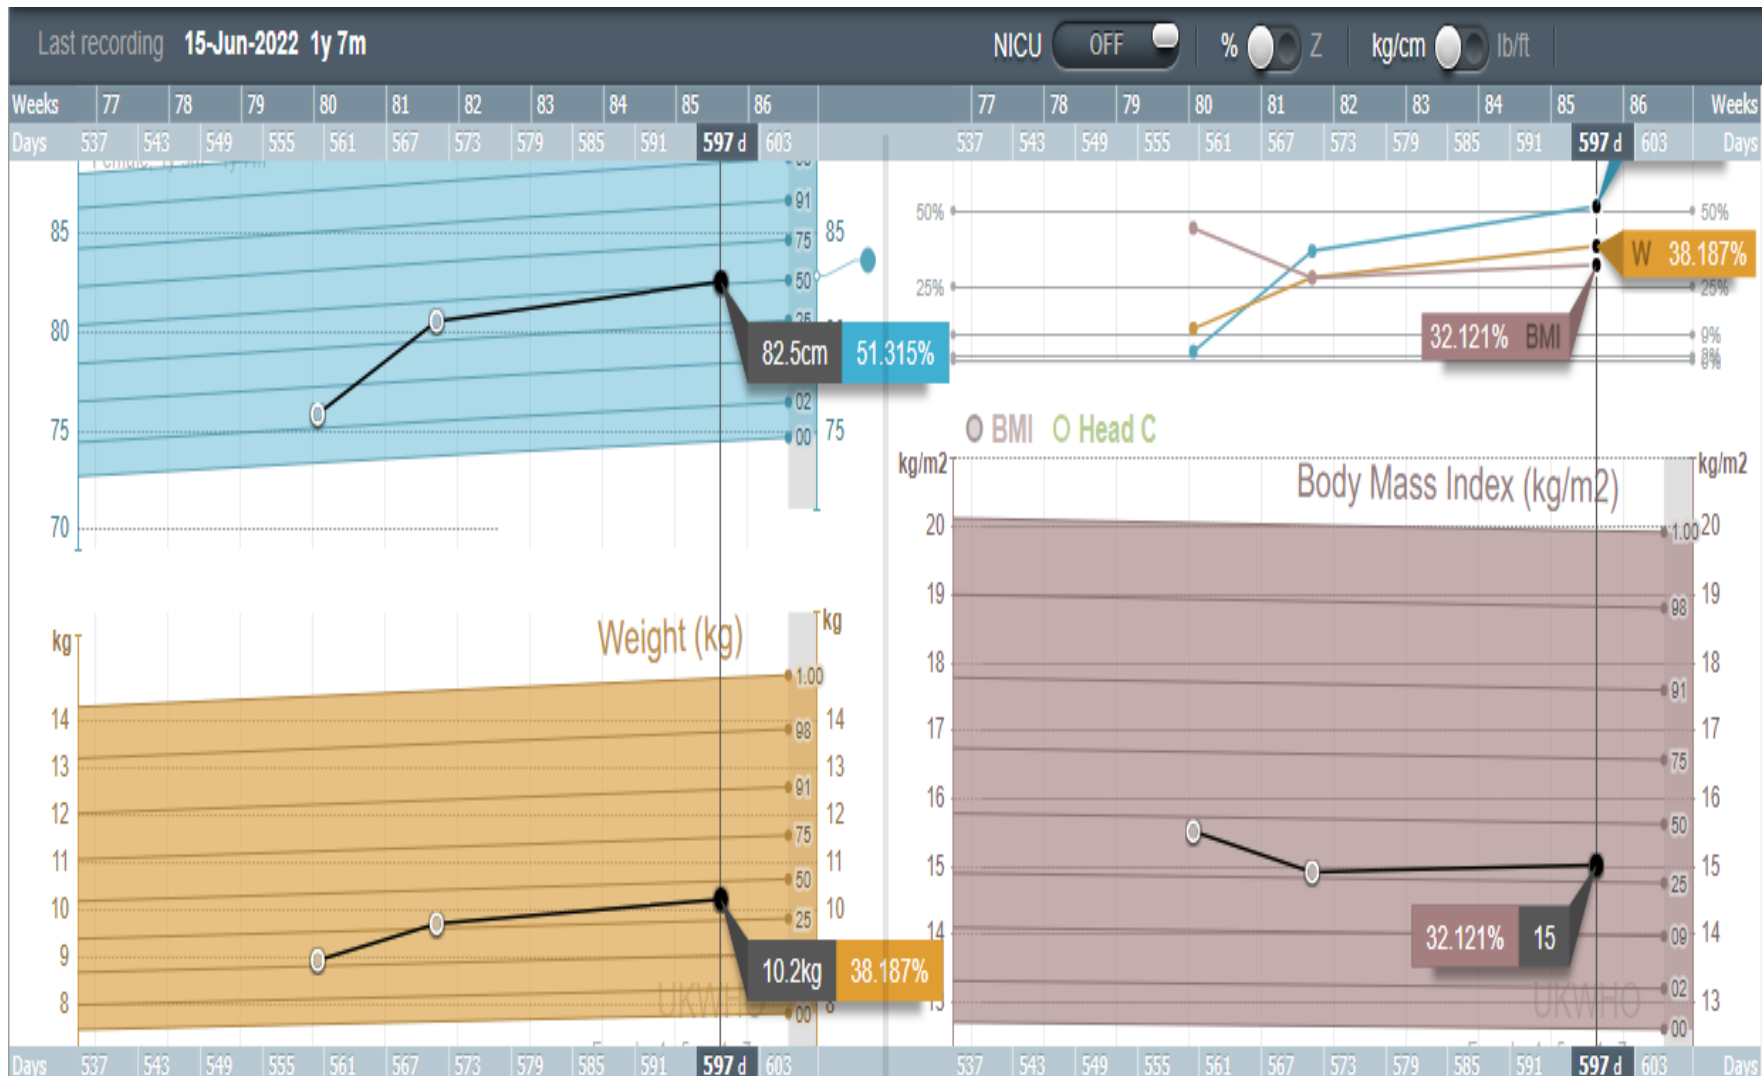 Last recording 15-Jun-2022 1y 7m NICU OFF % Z kg/cm lb/ft
Weeks 77 78 79 80 81 82 83 84 85 86 77 78 79 80 81 82 83 84 85 86 Weeks
Days 537 543 549 555 561 567 573 579 585 591 597 d 603 537 543 549 555 561 567 573 579 585 591 597 d 603 Days
91
85 75 85
50
80 25
82.5cm 51.315%
02
75 00 75
70
50% 50%
W 38.187%
25% 25%
32.121% BMI
9% 9%
BMI Head C
kg/m2 Body Mass Index (kg/m2) kg/m2
20 1.00 20
19 98 19
18 18
91
17 17
75
16 16
50
15 15
25
32.121% 15
14 09 14
02
UKWHO 13
00
kg Weight (kg) kg
1.00
14 98 14
13 13
91
12 12
75
11 11
50
10 25 10
9
10.2kg 38.187%
8 UKWHO 00
Days 537 543 549 555 561 567 573 579 585 591 597 d 603 537 543 549 555 561 567 573 579 585 591 597 d 603 Days